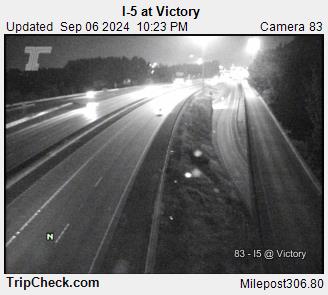 I-5 at Victory
Updated Sep 06 2024 10:23 PM Camera 83
T
N
83 - I5 @ Victory
TripCheck.com Milepost306.80